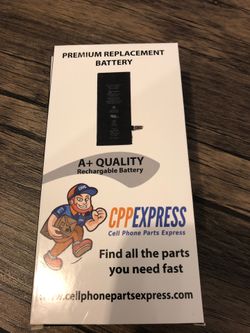 PREMIUM REPLACEMENT
BATTERY
A+ QUALITY
Rechargable Battery
CPPEXPRESS
Cell Phone Parts Express
Find all the parts
you need fast
www.cellphonepartsexpress.com